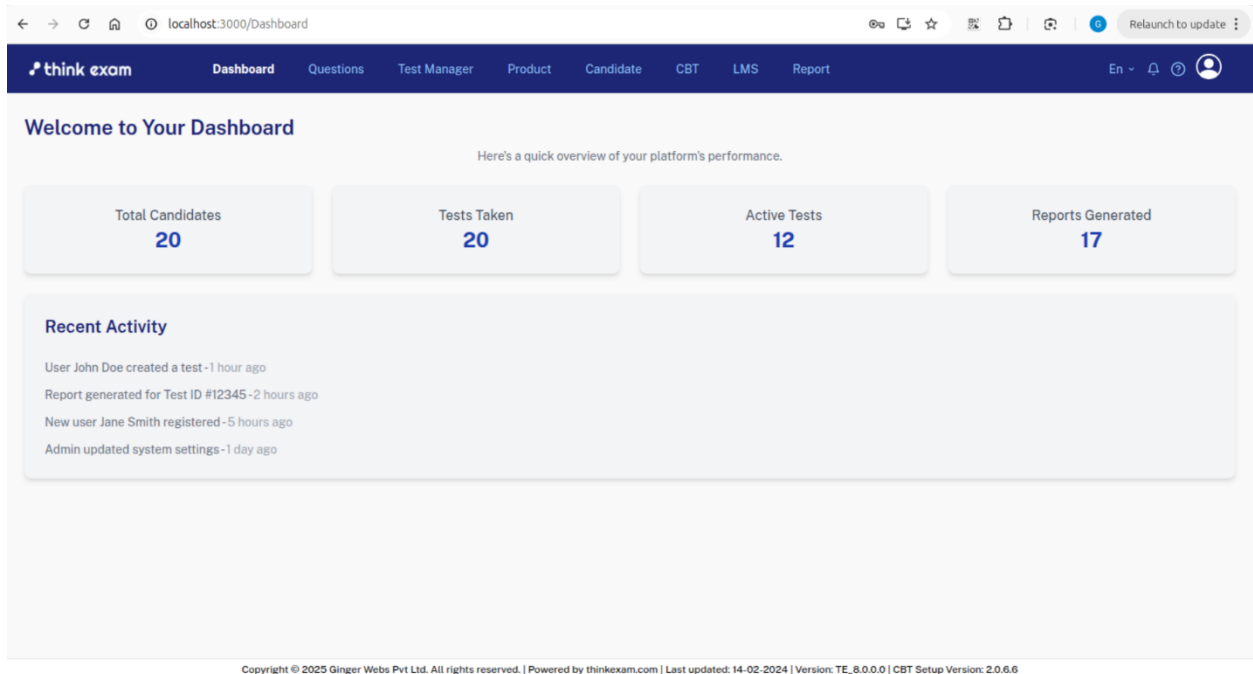 localhost:3000/Dashboard
G
Relaunch to update
think exam
Dashboard Questions Test Manager Product Candidate CBT LMS Report
En
Welcome to Your Dashboard
Here's a quick overview of your platform's performance.
Total Candidates
20
Tests Taken
20
Active Tests
12
Reports Generated
17
Recent Activity
User John Doe created a test - 1 hour ago
Report generated for Test ID #12345 - 2 hours ago
New user Jane Smith registered - 5 hours ago
Admin updated system settings - 1 day ago
Copyright © 2025 Ginger Webs Pvt Ltd. All rights reserved. | Powered by thinkexam.com | Last updated: 14-02-2024 | Version: TE_8.0.0.0 | CBT Setup Version: 2.0.6.6